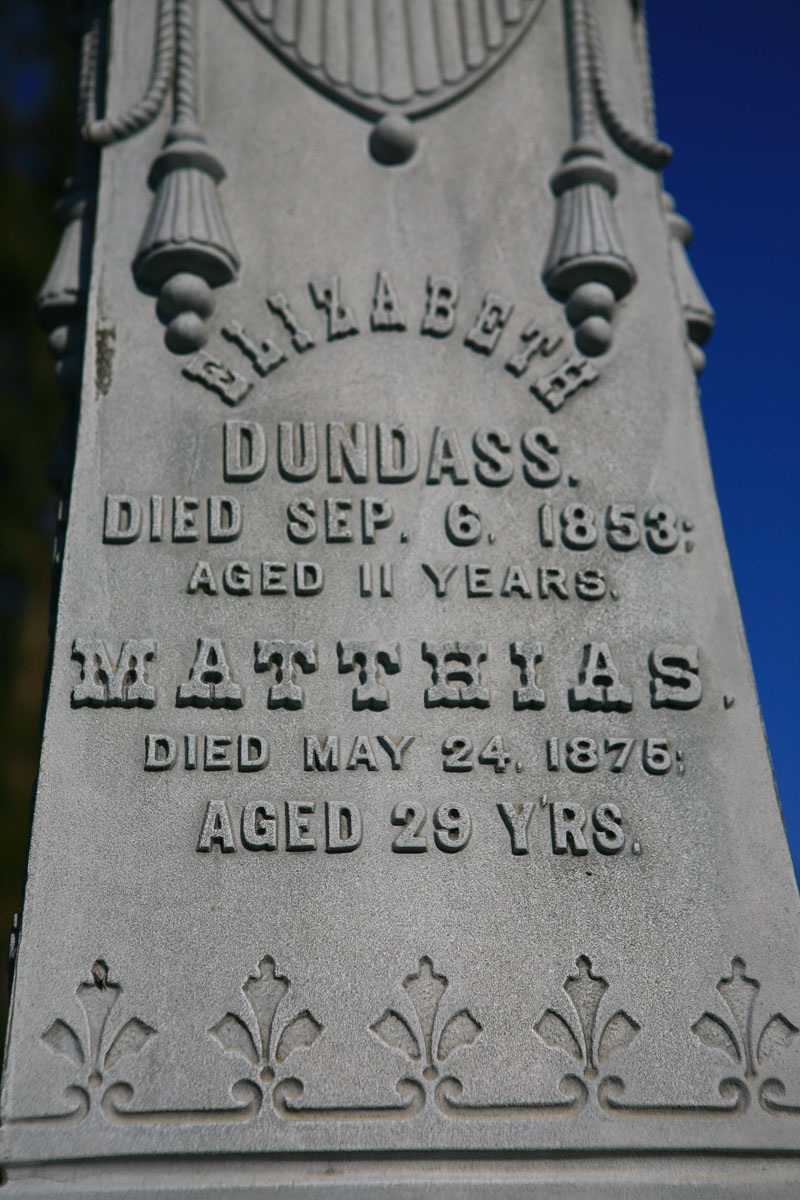 ELIZABETH
DUNDASS.
DIED SEP. 6, 1853;
AGED 11 YEARS.
MATTHIAS.
DIED MAY 24, 1875;
AGED 29 Y'RS.